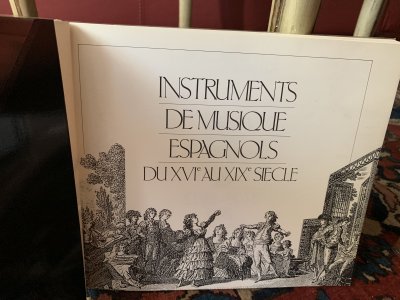 INSTRUMENTS
DE MUSIQUE
ESPAGNOLS
DU XVIᵉ AU XIXᵉ SIECLE